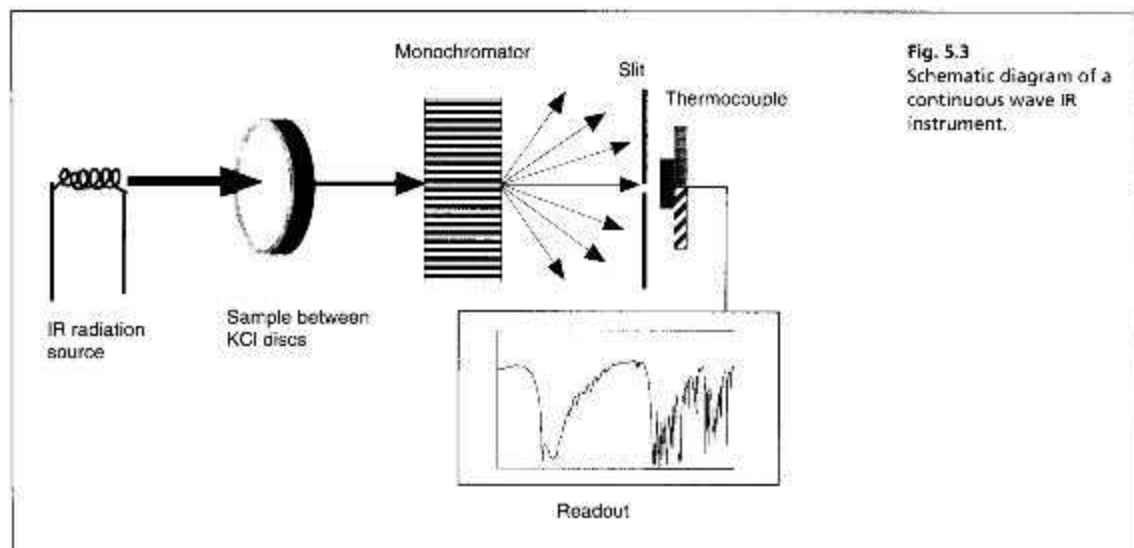 Monochromator
Slit
Thermocouple
Fig. 5.3
Schematic diagram of a
continuous wave IR
instrument.
IR radiation
source
Sample between
KCl discs
Readout